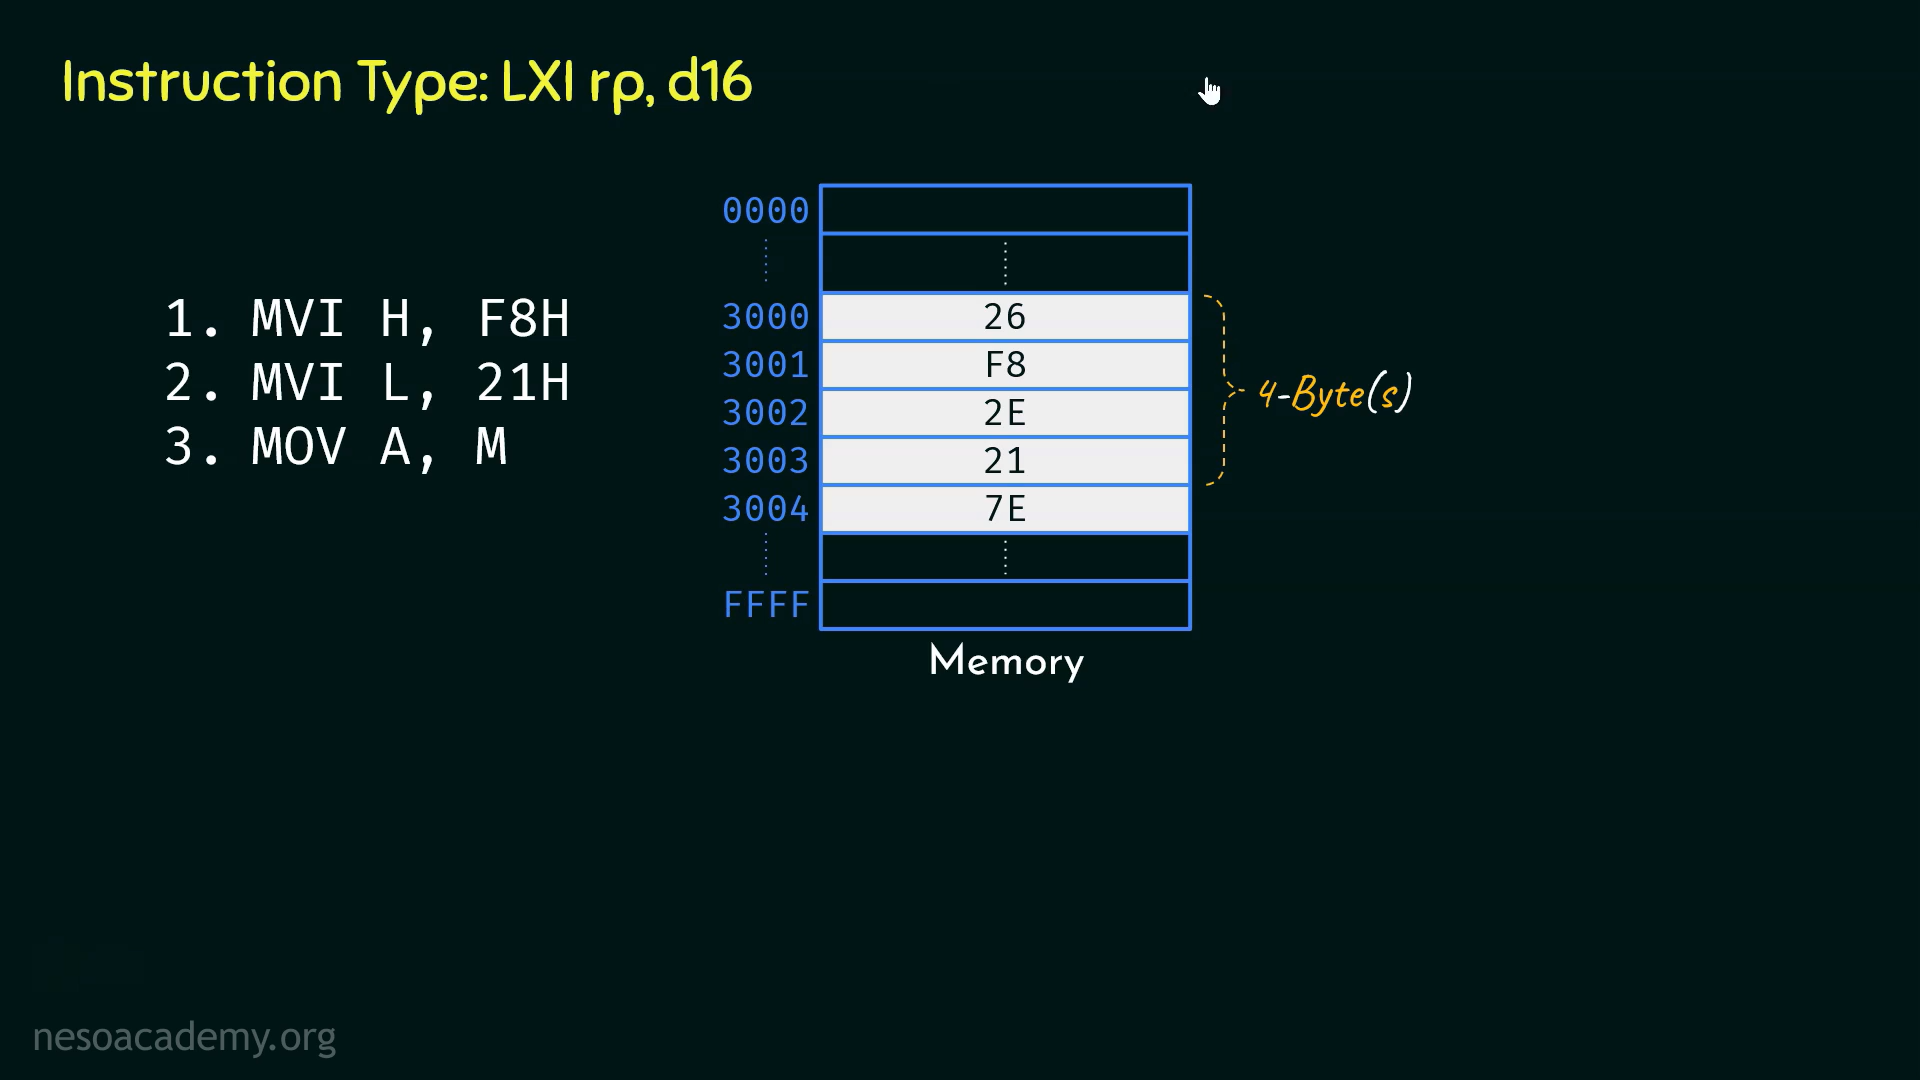 Instruction Type: LXI rp, d16
1. MVI H, F8H
2. MVI L, 21H
3. MOV A, M
0000
3000 26
3001 F8
3002 2E
3003 21
3004 7E
FFFF
4-Byte(s)
Memory
nesoacademy.org